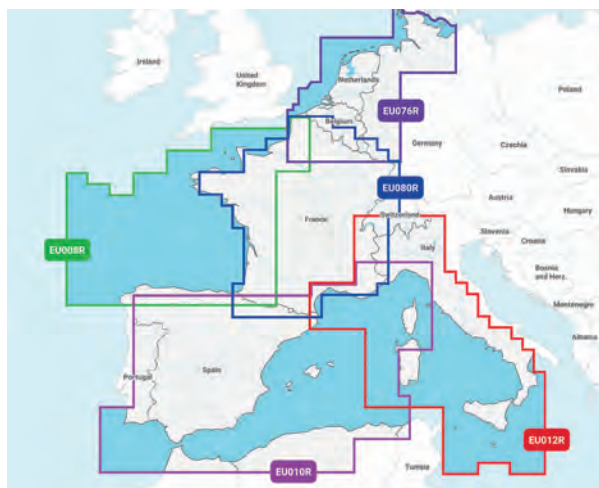 Ireland
United
Kingdom
Netherlands
Poland
Belgium
EU076R
Germany
Czechia
Slovakia
EU080R
Austria
Hungary
France
Switzerland
Slovenia
Croatia
EU008R
Italy
Bosnia
and Herz.
Montenegro
Albania
Portugal
Spain
EU012R
EU010R
Tunisia